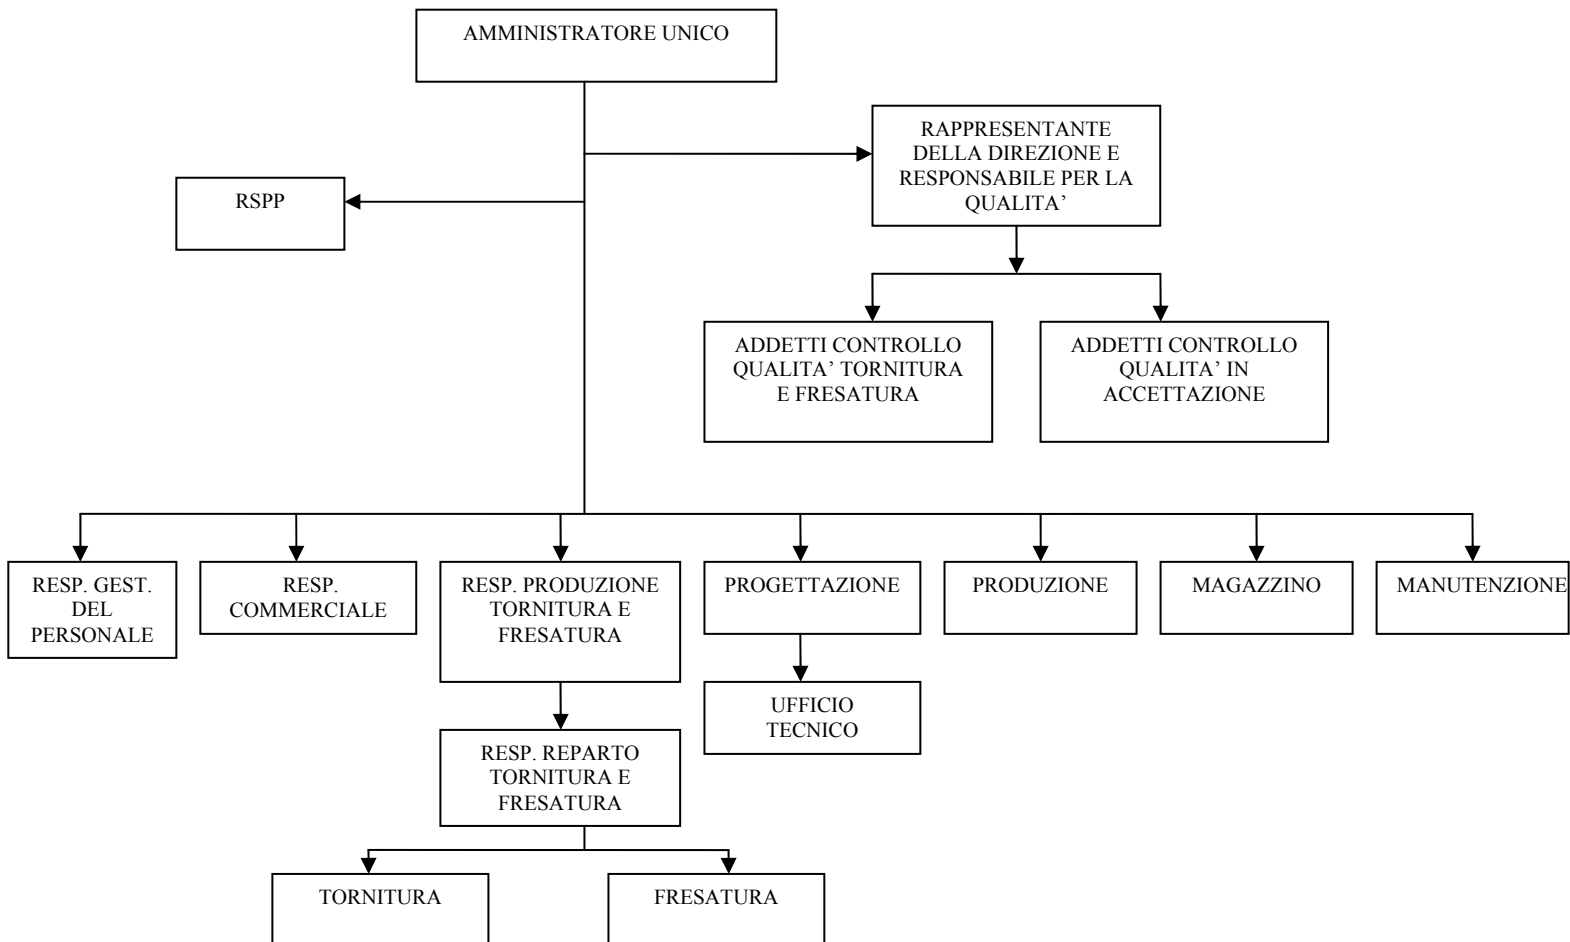 AMMINISTRATORE UNICO
RAPPRESENTANTE
DELLA DIREZIONE E
RESPONSABILE PER LA
QUALITA’
RSPP
ADDETTI CONTROLLO
QUALITA’ TORNITURA
E FRESATURA
ADDETTI CONTROLLO
QUALITA’ IN
ACCETTAZIONE
RESP. GEST.
DEL
PERSONALE
RESP.
COMMERCIALE
RESP. PRODUZIONE
TORNITURA E
FRESATURA
PROGETTAZIONE
PRODUZIONE
MAGAZZINO
MANUTENZIONE
UFFICIO
TECNICO
RESP. REPARTO
TORNITURA E
FRESATURA
TORNITURA
FRESATURA